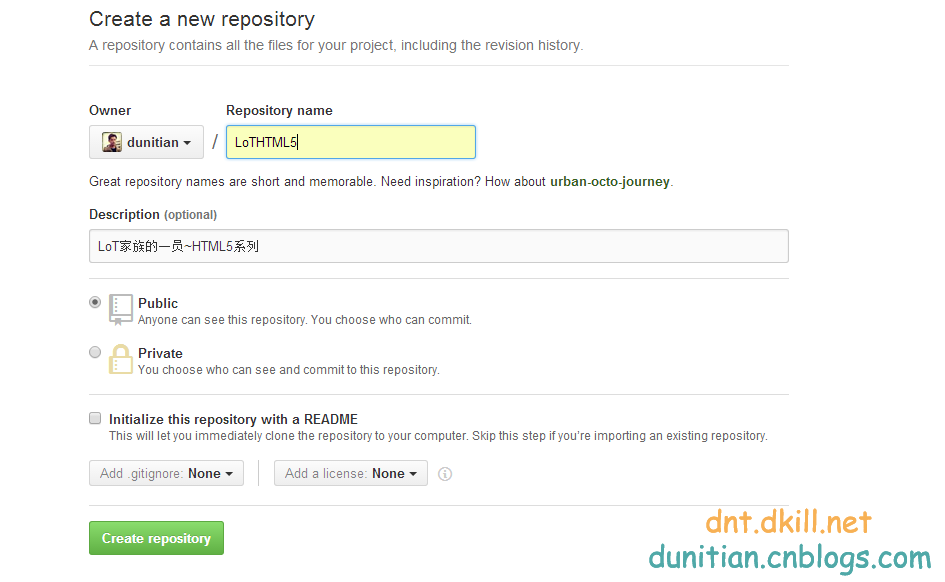 Create a new repository
A repository contains all the files for your project, including the revision history.
Owner Repository name
dunitian / LoTHTML5
Great repository names are short and memorable. Need inspiration? How about urban-octo-journey.
Description (optional)
LoT家族的一员~HTML5系列
Public
Anyone can see this repository. You choose who can commit.
Private
You choose who can see and commit to this repository.
Initialize this repository with a README
This will let you immediately clone the repository to your computer. Skip this step if you're importing an existing repository.
Add .gitignore: None Add a license: None
Create repository
dnt.dkill.net
dunitian.cnblogs.com